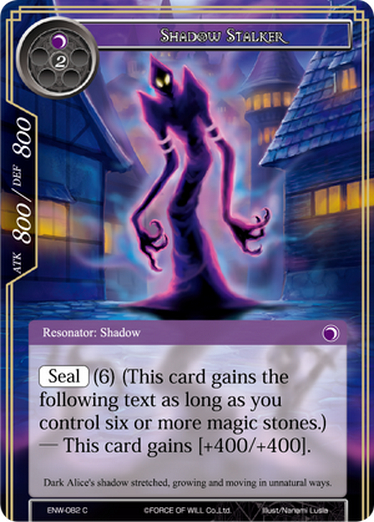 Shadow Stalker
2
ATK 800 / DEF 800
Resonator: Shadow
Seal (6) (This card gains the
following text as long as you
control six or more magic stones.)
— This card gains [+400/+400].
Dark Alice's shadow stretched, growing and moving in unnatural ways.
ENW-082 C ©FORCE OF WILL Co.,Ltd. Illust/Nanami Lusia